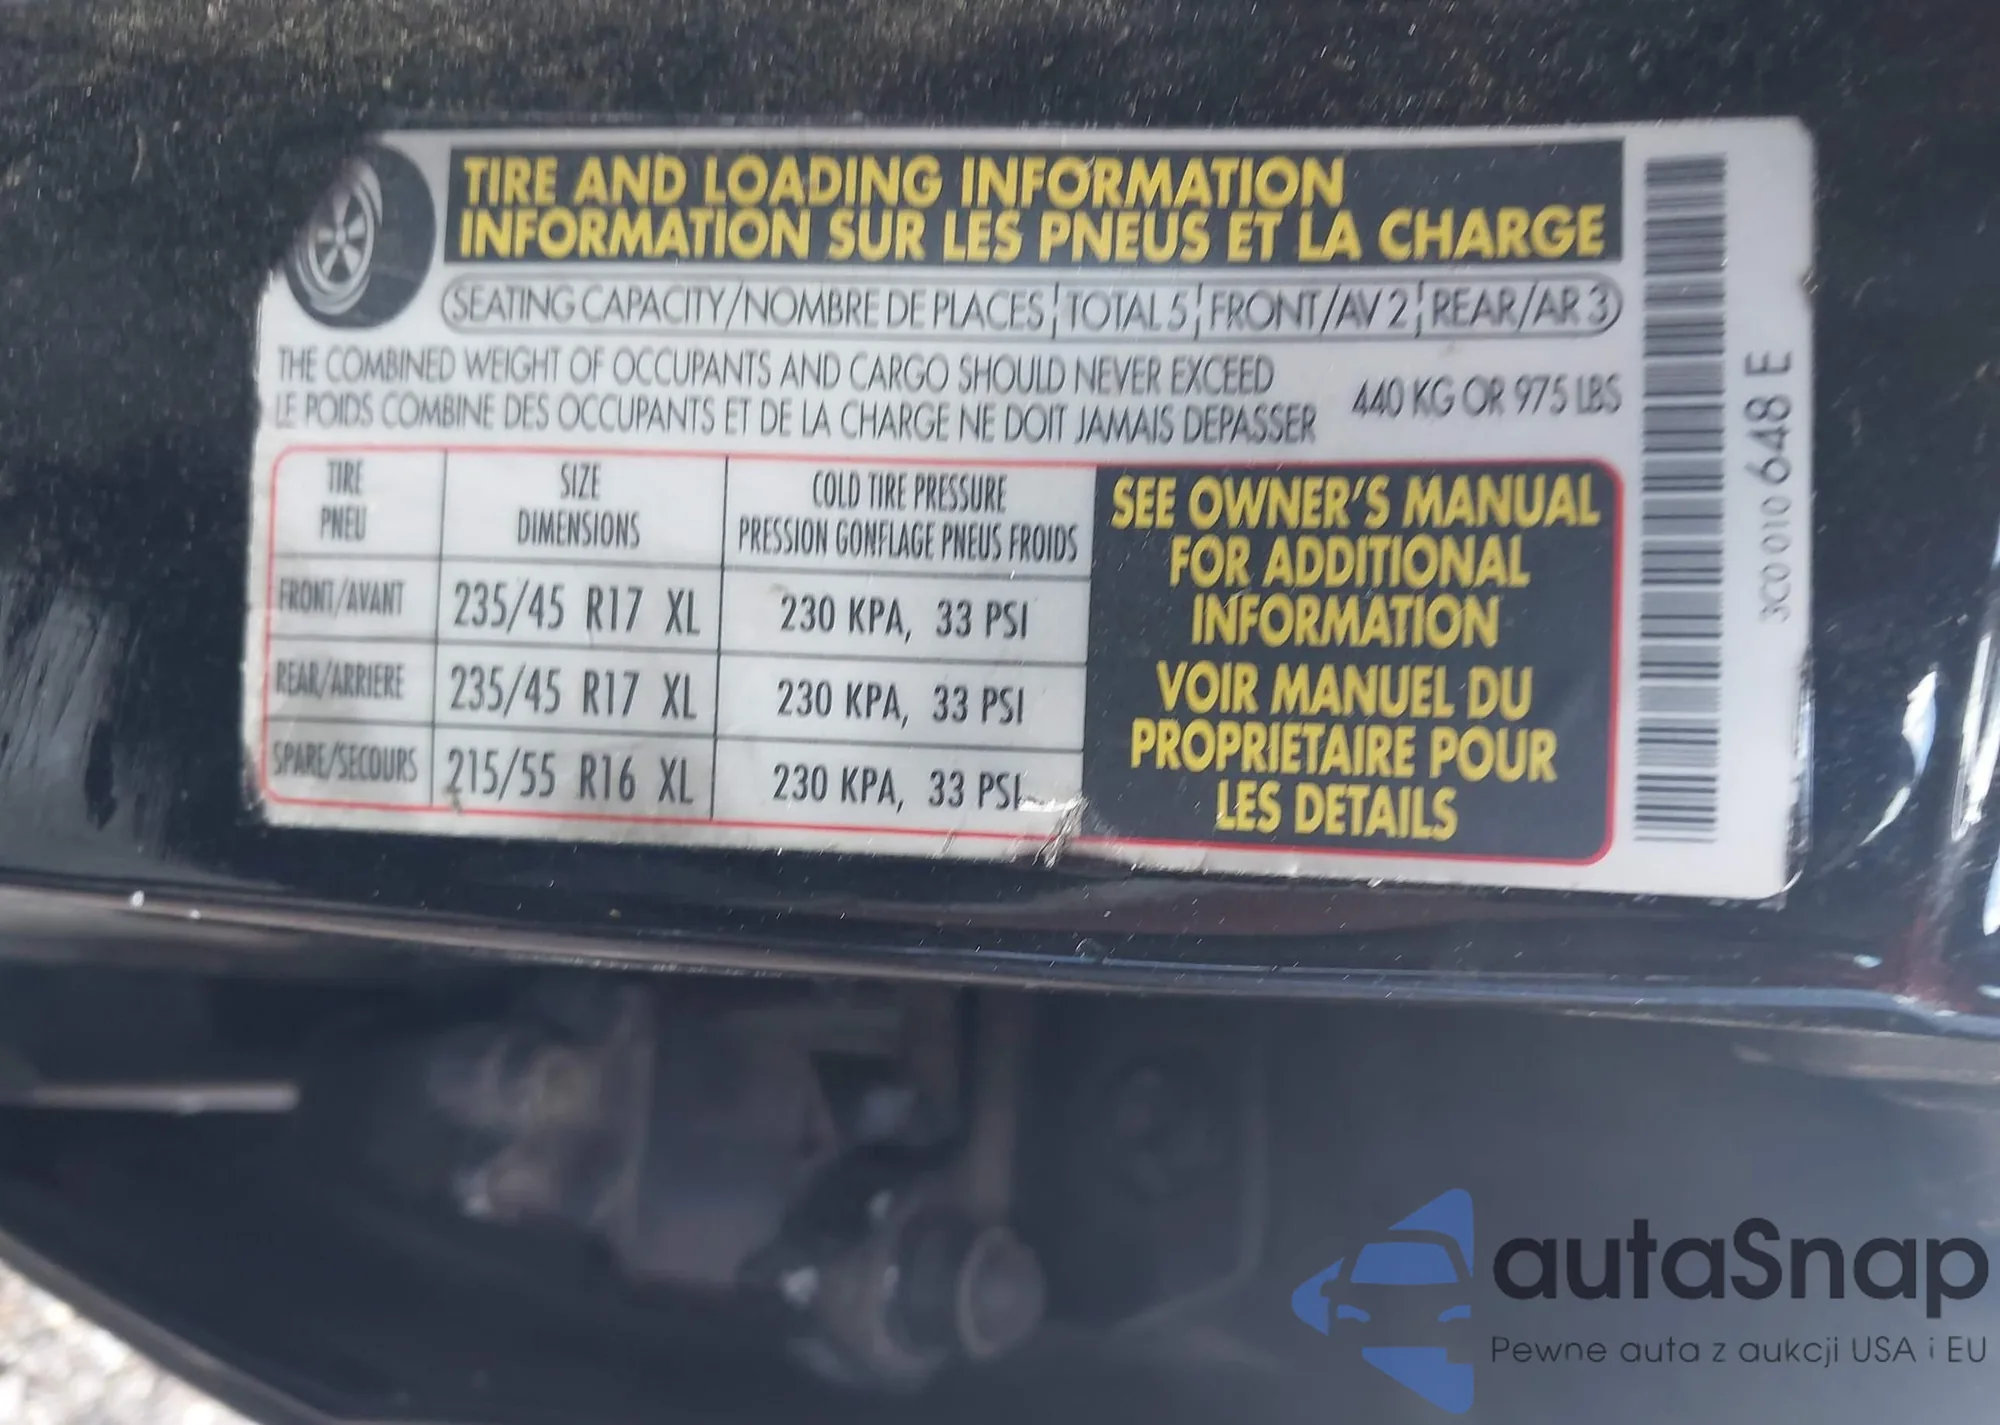 TIRE AND LOADING INFORMATION
INFORMATION SUR LES PNEUS ET LA CHARGE
SEATING CAPACITY/NOMBRE DE PLACES TOTAL 5 FRONT/AV 2 REAR/AR 3
THE COMBINED WEIGHT OF OCCUPANTS AND CARGO SHOULD NEVER EXCEED
LE POIDS COMBINE DES OCCUPANTS ET DE LA CHARGE NE DOIT JAMAIS DEPASSER
440 KG OR 975 LBS
TIRE
PNEU
SIZE
DIMENSIONS
COLD TIRE PRESSURE
PRESSION GONFLAGE PNEUS FROIDS
FRONT/AVANT 235/45 R17 XL 230 KPA, 33 PSI
REAR/ARRIERE 235/45 R17 XL 230 KPA, 33 PSI
SPARE/SECOURS 215/55 R16 XL 230 KPA, 33 PSI
SEE OWNER'S MANUAL
FOR ADDITIONAL
INFORMATION
VOIR MANUEL DU
PROPRIETAIRE POUR
LES DETAILS
3C0 010 648 E
autaSnap
Pewne auta z aukcji USA i EU